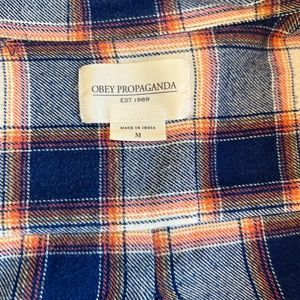 OBEY PROPAGANDA
EST 1989
MADE IN INDIA
M